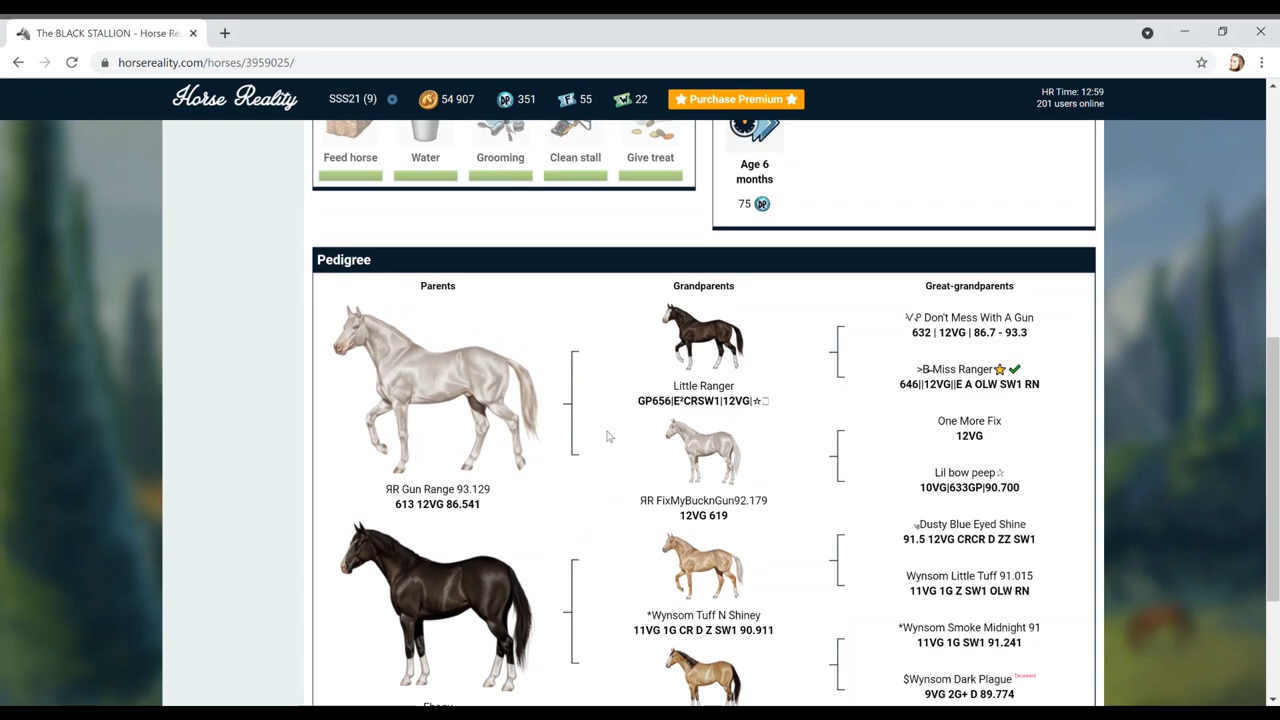 The BLACK STALLION - Horse Re
horsereality.com/horses/3959025/
Horse Reality
SSS21 (9)
54 907
351
55
22
Purchase Premium
HR Time: 12:59
201 users online
Feed horse
Water
Grooming
Clean stall
Give treat
Age 6
months
75 DP
Pedigree
Parents
Grandparents
Great-grandparents
ЯR Gun Range 93.129
613 12VG 86.541
Little Ranger
GP656|E²CRSW1|12VG|☆□
ЯR FixMyBucknGun92.179
12VG 619
*Wynsom Tuff N Shiney
11VG 1G CR D Z SW1 90.911
Don't Mess With A Gun
632 | 12VG | 86.7 - 93.3
>B̶Miss Ranger⭐✔
646||12VG||E A OLW SW1 RN
One More Fix
12VG
Lil bow peep☆
10VG|633GP|90.700
Dusty Blue Eyed Shine
91.5 12VG CRCR D ZZ SW1
Wynsom Little Tuff 91.015
11VG 1G Z SW1 OLW RN
*Wynsom Smoke Midnight 91
11VG 1G SW1 91.241
$Wynsom Dark Plague Deceased
9VG 2G+ D 89.774